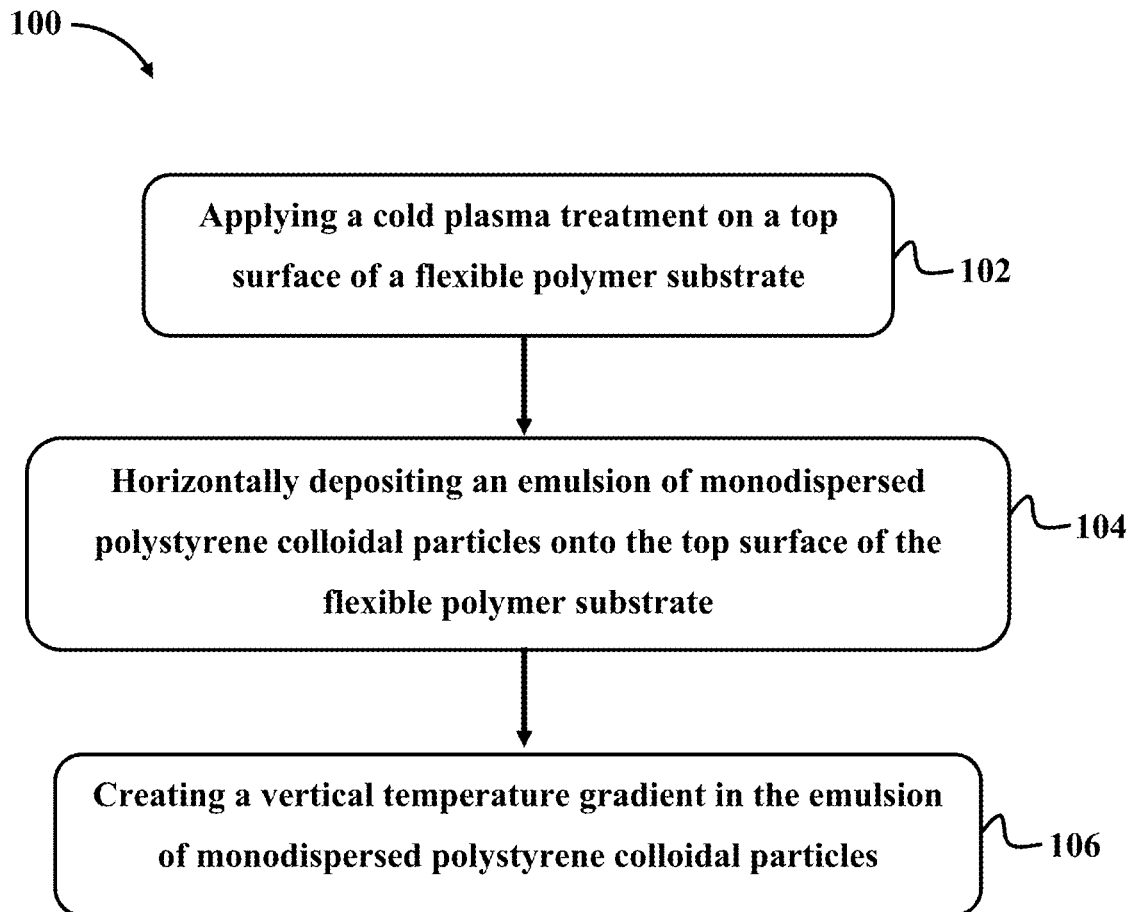 100
Applying a cold plasma treatment on a top
surface of a flexible polymer substrate
102
Horizontally depositing an emulsion of monodispersed
polystyrene colloidal particles onto the top surface of the
flexible polymer substrate
104
Creating a vertical temperature gradient in the emulsion
of monodispersed polystyrene colloidal particles
106